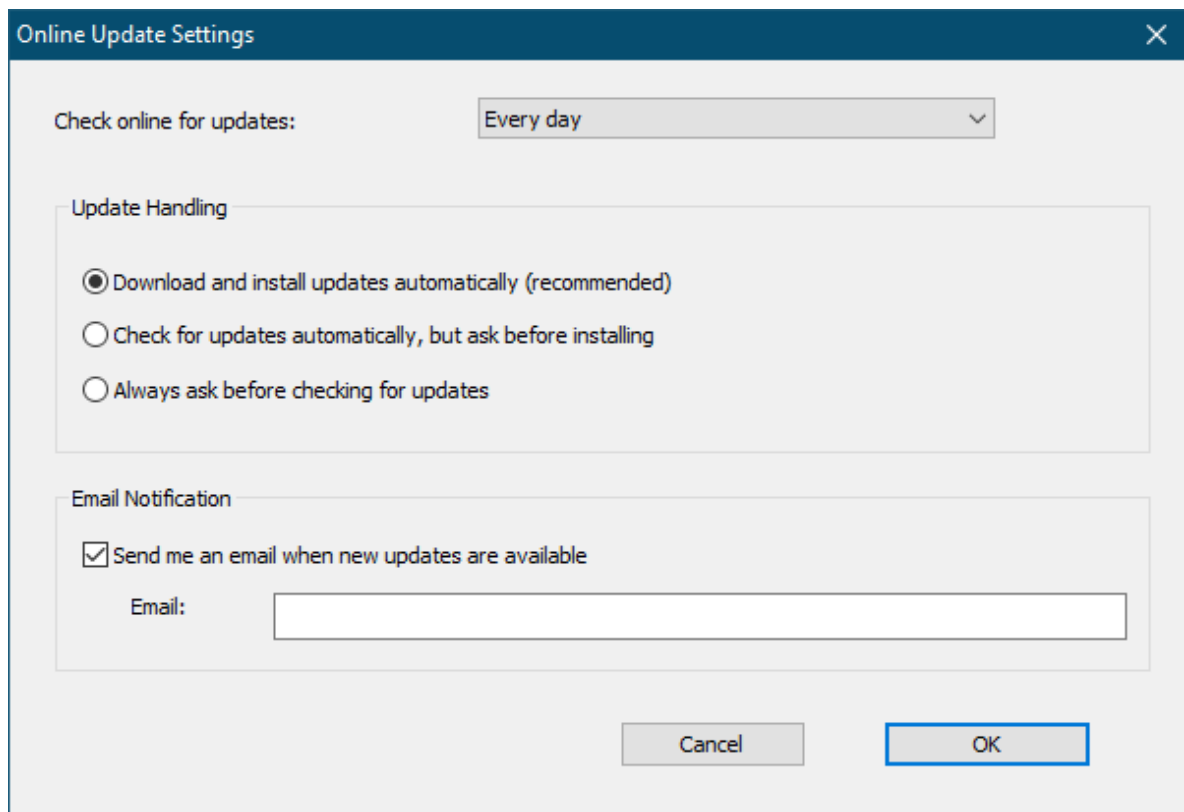 Online Update Settings
Check online for updates: Every day
Update Handling
Download and install updates automatically (recommended)
Check for updates automatically, but ask before installing
Always ask before checking for updates
Email Notification
Send me an email when new updates are available
Email:
Cancel OK